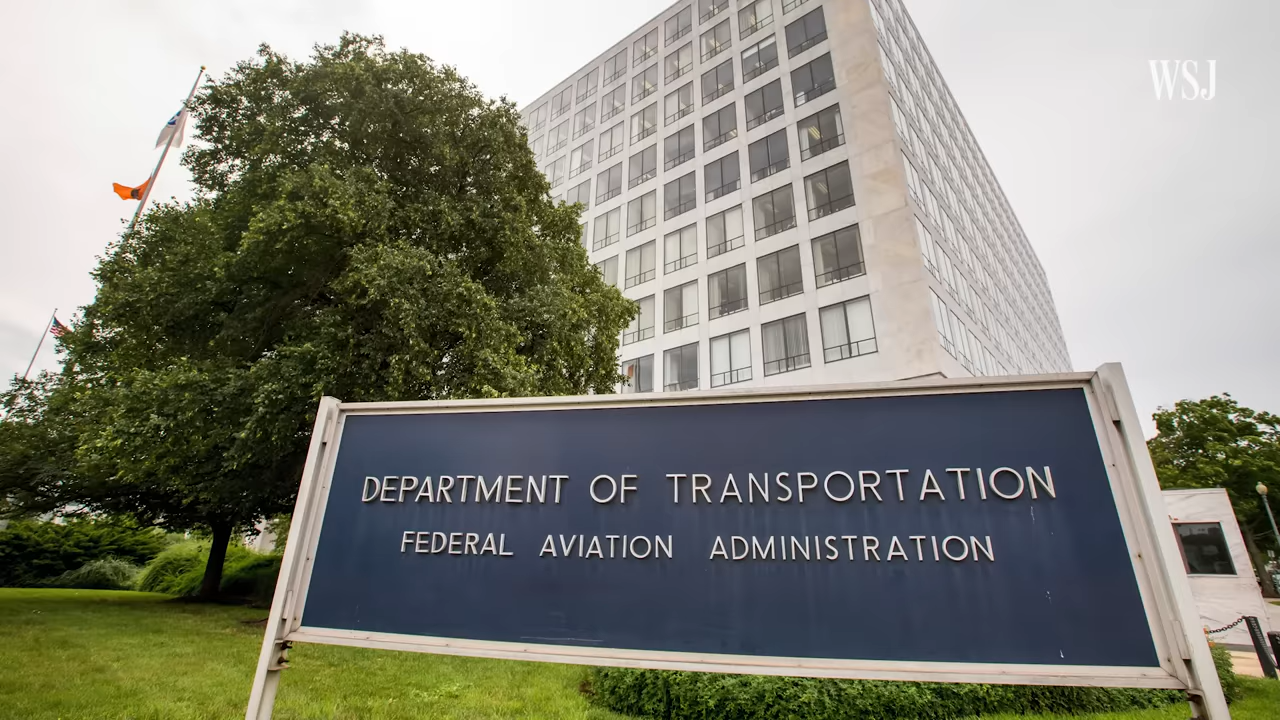 WSJ
DEPARTMENT OF TRANSPORTATION
FEDERAL AVIATION ADMINISTRATION